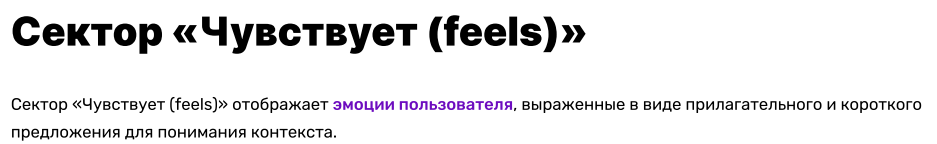 Сектор «Чувствует (feels)»
Сектор «Чувствует (feels)» отображает эмоции пользователя, выраженные в виде прилагательного и короткого
предложения для понимания контекста.